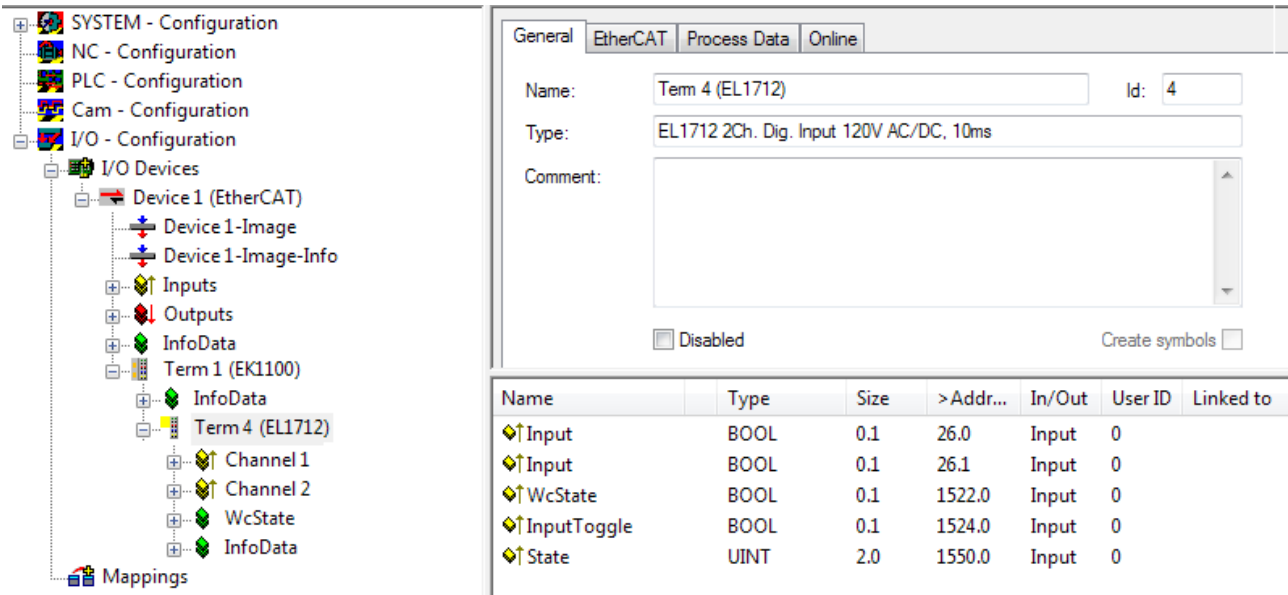 SYSTEM - Configuration
NC - Configuration
PLC - Configuration
Cam - Configuration
I/O - Configuration
I/O Devices
Device 1 (EtherCAT)
Device 1-Image
Device 1-Image-Info
Inputs
Outputs
InfoData
Term 1 (EK1100)
InfoData
Term 4 (EL1712)
Channel 1
Channel 2
WcState
InfoData
Mappings
General EtherCAT Process Data Online
Name: Term 4 (EL1712) Id: 4
Type: EL1712 2Ch. Dig. Input 120V AC/DC, 10ms
Comment:
Disabled Create symbols
Name Type Size >Addr... In/Out User ID Linked to
Input BOOL 0.1 26.0 Input 0
Input BOOL 0.1 26.1 Input 0
WcState BOOL 0.1 1522.0 Input 0
InputToggle BOOL 0.1 1524.0 Input 0
State UINT 2.0 1550.0 Input 0